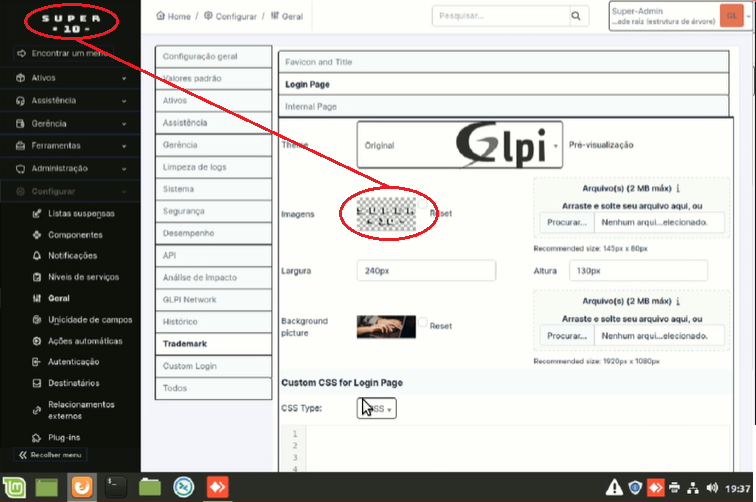 SUPER
- 10 -
Home / Configurar / Geral
Pesquisar...
Super-Admin
...ade raiz (estrutura de árvore)
GL
Encontrar um menu
Ativos
Assistência
Gerência
Ferramentas
Administração
Configurar
Listas suspensas
Componentes
Notificações
Níveis de serviços
Geral
Unicidade de campos
Ações automáticas
Autenticação
Destinatários
Relacionamentos
externos
Plug-ins
Recolher menu
Configuração geral
Valores padrão
Ativos
Assistência
Gerência
Limpeza de logs
Sistema
Segurança
Desempenho
API
Análise de impacto
GLPI Network
Histórico
Trademark
Custom Login
Todos
Favicon and Title
Login Page
Internal Page
Theme
Original
Glpi
Pré-visualização
Imagens
SUPER
- 10 -
Reset
Arquivo(s) (2 MB máx) i
Arraste e solte seu arquivo aqui, ou
Procurar... Nenhum arqui...elecionado.
Recommended size: 145px x 80px
Largura
240px
Altura
130px
Background
picture
Reset
Arquivo(s) (2 MB máx) i
Arraste e solte seu arquivo aqui, ou
Procurar... Nenhum arqui...elecionado.
Recommended size: 1920px x 1080px
Custom CSS for Login Page
CSS Type:
1
2
3
4
19:37